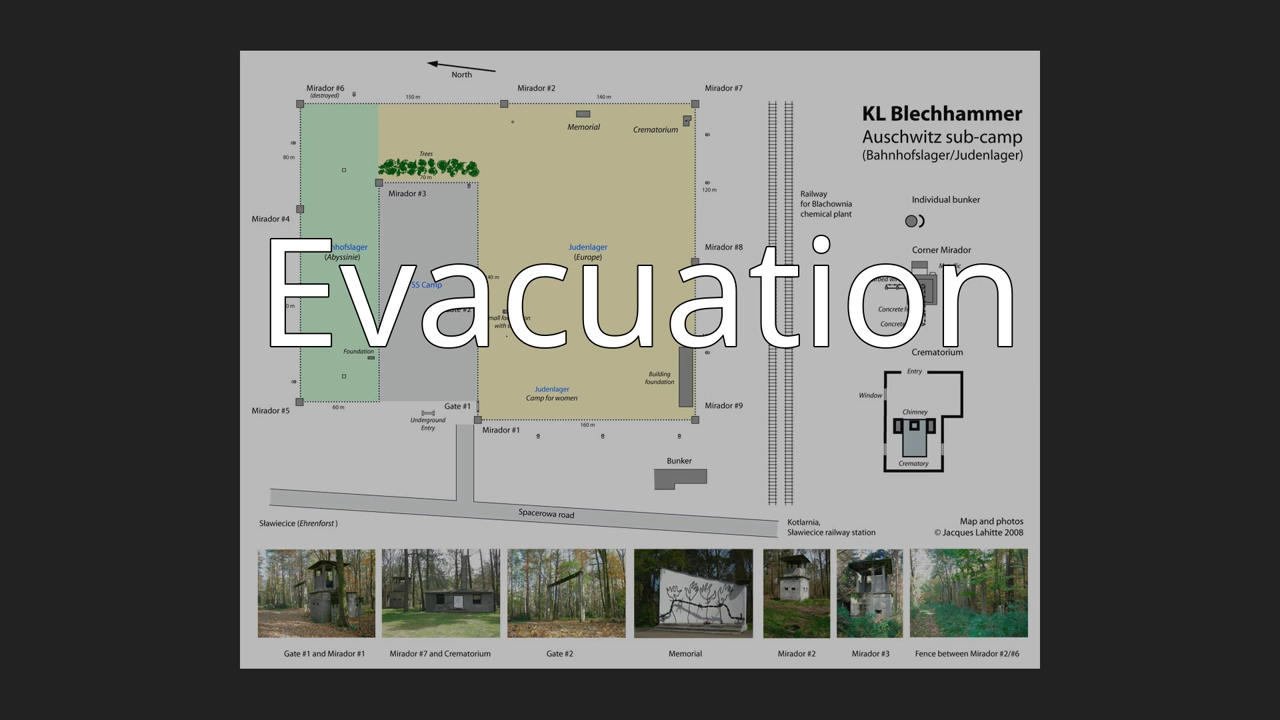 North
Mirador #6
(destroyed)
150 m
Mirador #2
140 m
Mirador #7
Memorial
Crematorium
80 m
Trees
70 m
Mirador #3
120 m
Mirador #4
KL Blechhammer
Auschwitz sub-camp
(Bahnhofslager/Judenlager)
Railway
for Blachownia
chemical plant
Individual bunker
Corner Mirador
(Abyssinie)
SS Camp
Judenlager
(Europe)
Mirador #8
Evacuation
Foundation
Building
foundation
Judenlager
Camp for women
Mirador #5
60 m
Gate #1
Underground
Entry
Mirador #1
160 m
Mirador #9
Crematorium
Entry
Window
Chimney
Crematory
Bunker
Spacerowa road
Sławiecice (Ehrenforst )
Kotlarnia,
Sławiecice railway station
Map and photos
© Jacques Lahitte 2008
Gate #1 and Mirador #1
Mirador #7 and Crematorium
Gate #2
Memorial
Mirador #2
Mirador #3
Fence between Mirador #2/#6